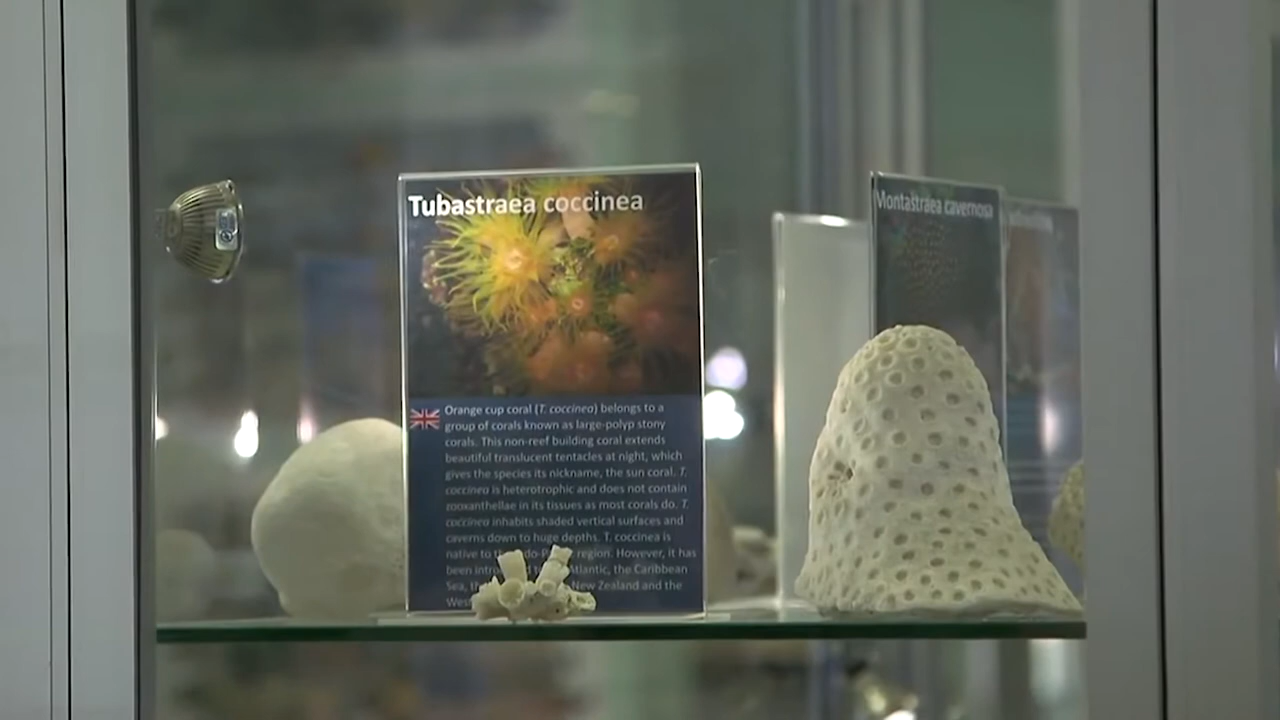 Tubastraea coccinea
Orange cup coral (T. coccinea) belongs to a
group of corals known as large-polyp stony
corals. This non-reef building coral extends
beautiful translucent tentacles at night, which
gives the species its nickname, the sun coral. T.
coccinea is heterotrophic and does not contain
zooxanthellae in its tissues as most corals do. T.
coccinea inhabits shaded vertical surfaces and
caverns down to huge depths. T. coccinea is
native to region. However, it has
been Atlantic, the Caribbean
Sea, New Zealand and the
Montastraea cavernosa